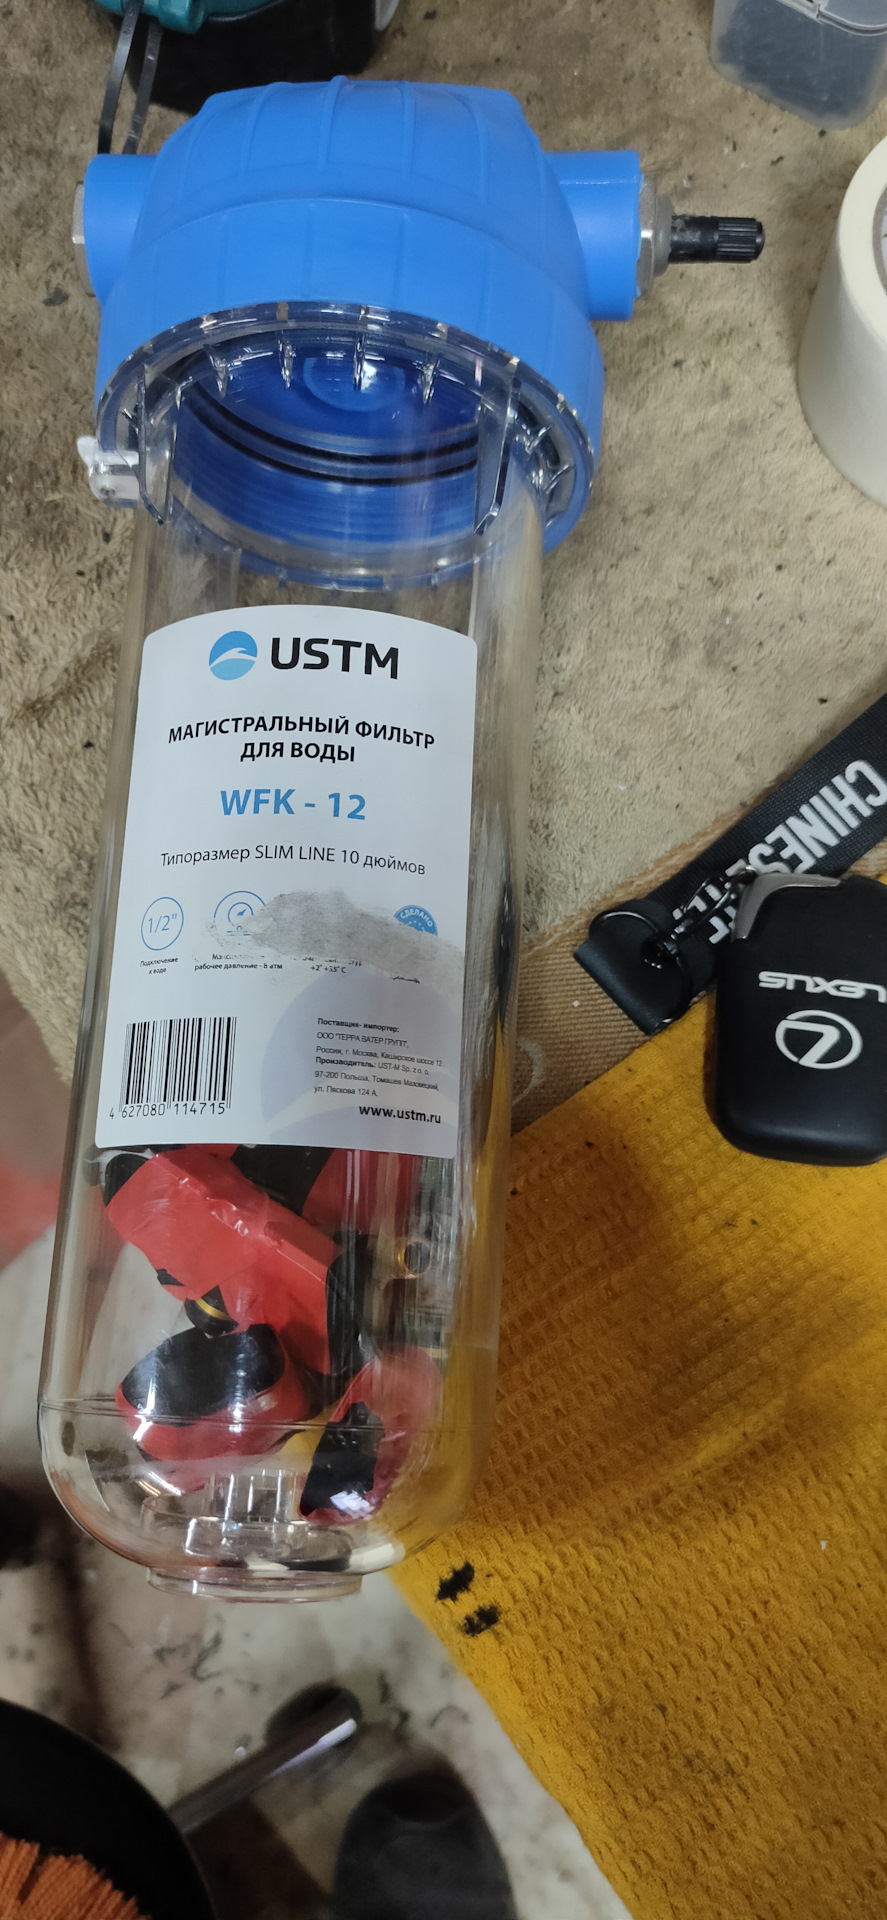 USTM
МАГИСТРАЛЬНЫЙ ФИЛЬТР
ДЛЯ ВОДЫ
WFK - 12
Типоразмер SLIM LINE 10 дюймов
1/2"
СДЕЛАНО
Подключение
к воде
рабочее давление - 8 атм
+2° +35° C
Поставщик- импортер:
ООО "ТЕРРА ВАТЕР ГРУПП",
Россия, г. Москва, Каширское шоссе 12.
Производитель: UST-M Sp. z o. o.
97-200 Польша, Томашев Мазовецкий,
ул. Пяскова 124 А.
www.ustm.ru
4 627080 114715
CHINESE
LEXUS